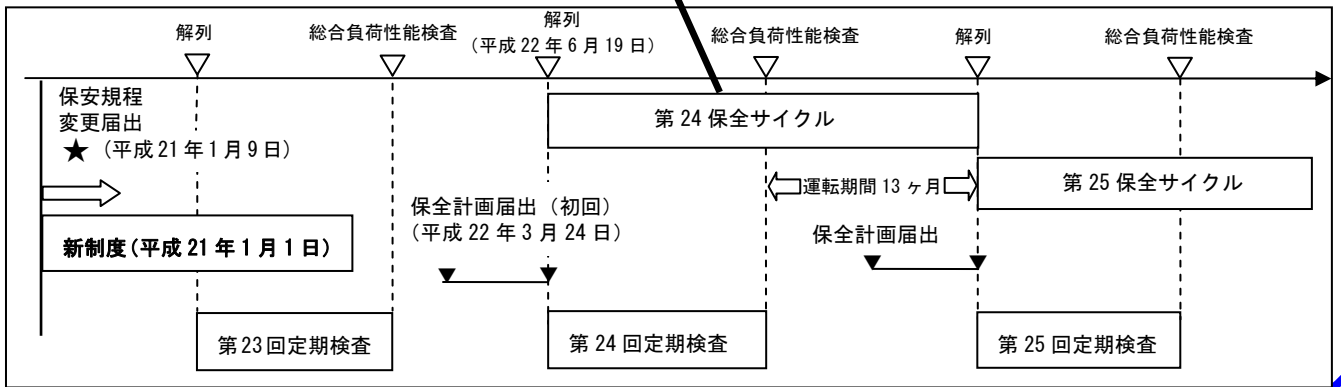 解列
総合負荷性能検査
解列
(平成22年6月19日)
総合負荷性能検査
解列
総合負荷性能検査
保安規程
変更届出
★ (平成21年1月9日)
第24保全サイクル
運転期間13ヶ月
第25保全サイクル
保全計画届出(初回)
(平成22年3月24日)
保全計画届出
新制度(平成21年1月1日)
第23回定期検査
第24回定期検査
第25回定期検査